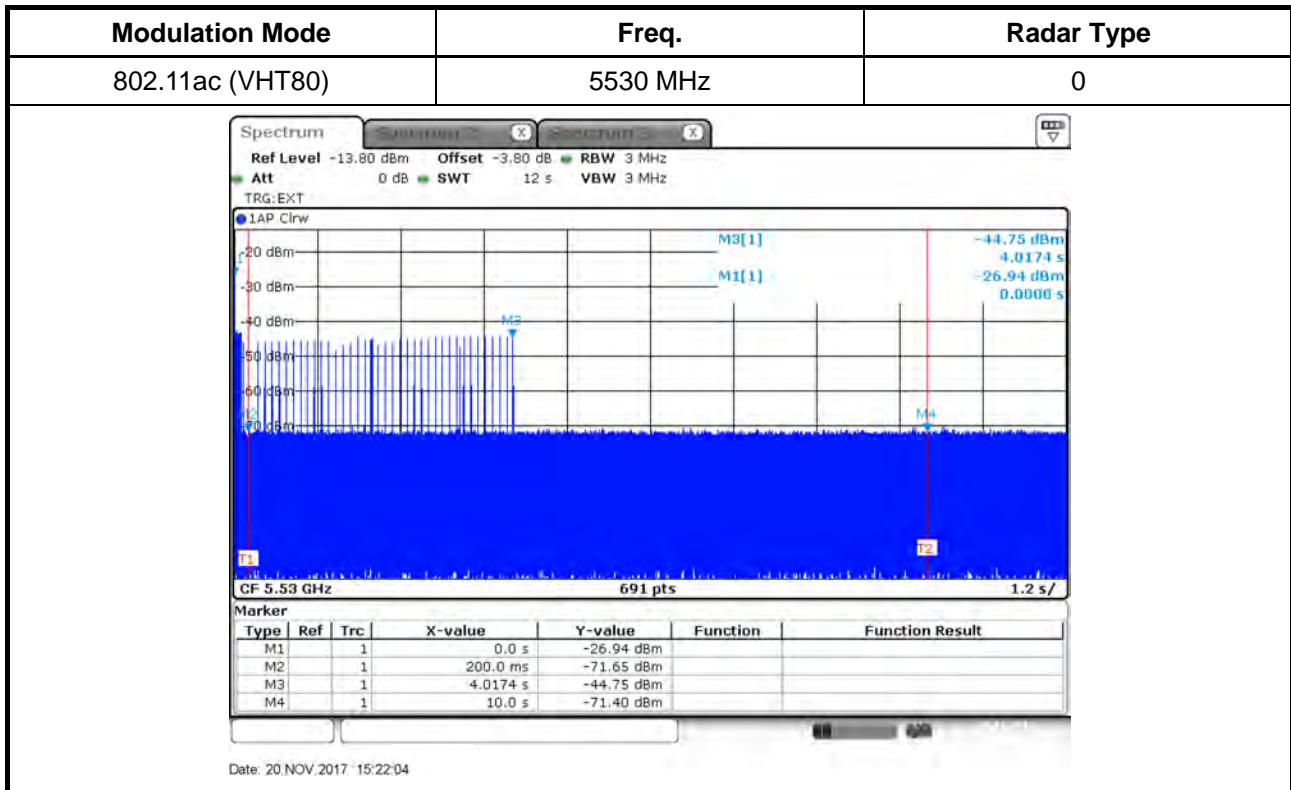 Modulation Mode Freq. Radar Type
802.11ac (VHT80) 5530 MHz 0
Spectrum X X
Ref Level -13.80 dBm Offset -3.80 dB RBW 3 MHz
Att 0 dB SWT 12 s VBW 3 MHz
TRG:EXT
1AP Clrw
M3[1] -44.75 dBm
4.0174 s
-20 dBm
M1[1] -26.94 dBm
0.0000 s
-30 dBm
-40 dBm
M3
-50 dBm
-60 dBm
M2 M4
-70 dBm
T1 T2
CF 5.53 GHz 691 pts 1.2 s/
Marker
Type Ref Trc X-value Y-value Function Function Result
M1 1 0.0 s -26.94 dBm
M2 1 200.0 ms -71.65 dBm
M3 1 4.0174 s -44.75 dBm
M4 1 10.0 s -71.40 dBm
Date: 20.NOV.2017 15:22:04